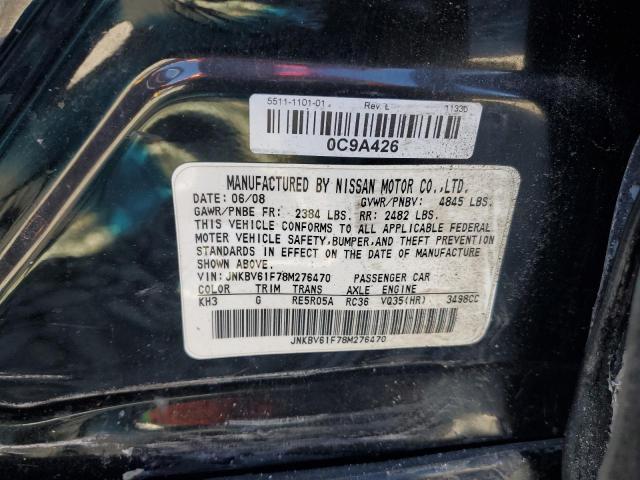 5511-1101-01 Rev. L 11930
0C9A426
MANUFACTURED BY NISSAN MOTOR CO.,LTD.
DATE: 06/08 GVWR/PNBV: 4845 LBS.
GAWR/PNBE FR: 2384 LBS. RR: 2482 LBS.
THIS VEHICLE CONFORMS TO ALL APPLICABLE FEDERAL
MOTOR VEHICLE SAFETY,BUMPER,AND THEFT PREVENTION
STANDARDS IN EFFECT ON THE DATE OF MANUFACTURE
SHOWN ABOVE.
VIN: JNKBV61F78M276470 PASSENGER CAR
COLOR TRIM TRANS AXLE ENGINE
KH3 G RE5R05A RC36 VQ35(HR) 3498CC
JNKBV61F78M276470